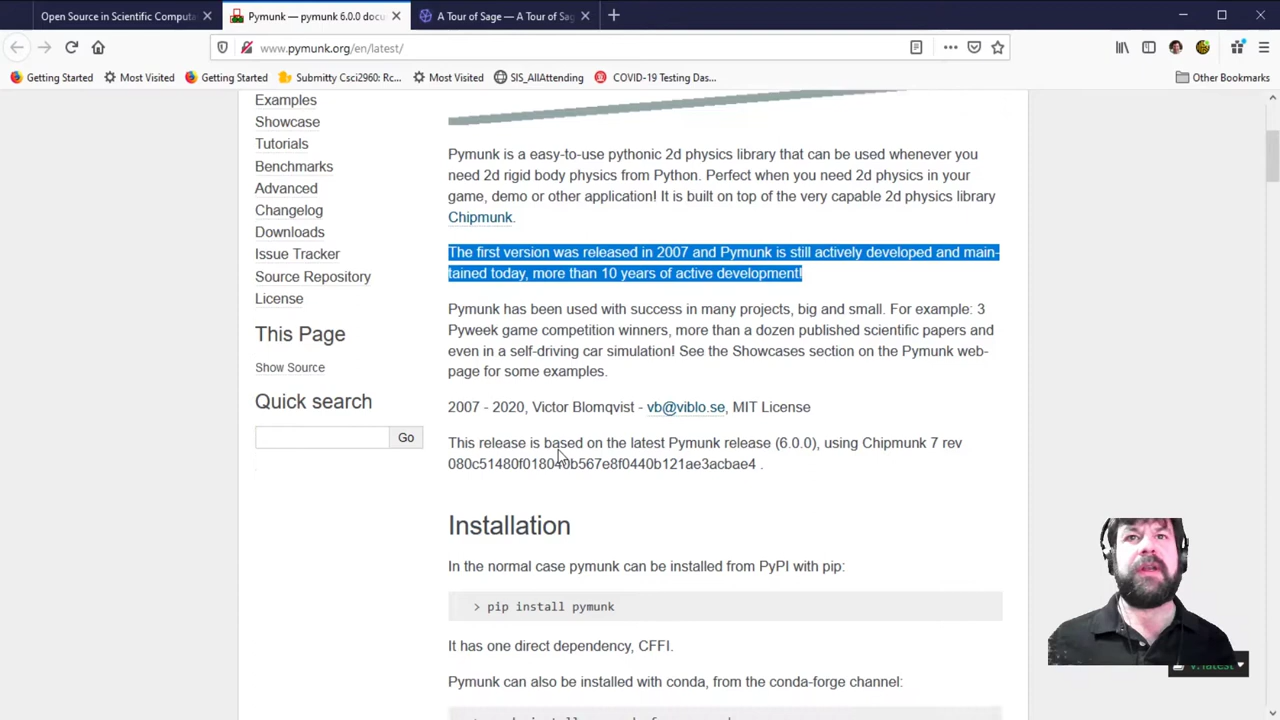 Open Source in Scientific Computa
Pymunk — pymunk 6.0.0 docu
A Tour of Sage — A Tour of Sag
www.pymunk.org/en/latest/
Getting Started
Most Visited
Getting Started
Submitty Csci2960: Rc...
Most Visited
SIS_AllAttending
COVID-19 Testing Das...
Other Bookmarks
Examples
Showcase
Tutorials
Benchmarks
Advanced
Changelog
Downloads
Issue Tracker
Source Repository
License
This Page
Show Source
Quick search
Go
Pymunk is a easy-to-use pythonic 2d physics library that can be used whenever you
need 2d rigid body physics from Python. Perfect when you need 2d physics in your
game, demo or other application! It is built on top of the very capable 2d physics library
Chipmunk.
The first version was released in 2007 and Pymunk is still actively developed and main-
tained today, more than 10 years of active development!
Pymunk has been used with success in many projects, big and small. For example: 3
Pyweek game competition winners, more than a dozen published scientific papers and
even in a self-driving car simulation! See the Showcases section on the Pymunk web-
page for some examples.
2007 - 2020, Victor Blomqvist - vb@viblo.se, MIT License
This release is based on the latest Pymunk release (6.0.0), using Chipmunk 7 rev
080c51480f018040b567e8f0440b121ae3acbae4 .
Installation
In the normal case pymunk can be installed from PyPI with pip:
> pip install pymunk
It has one direct dependency, CFFI.
Pymunk can also be installed with conda, from the conda-forge channel:
v: latest